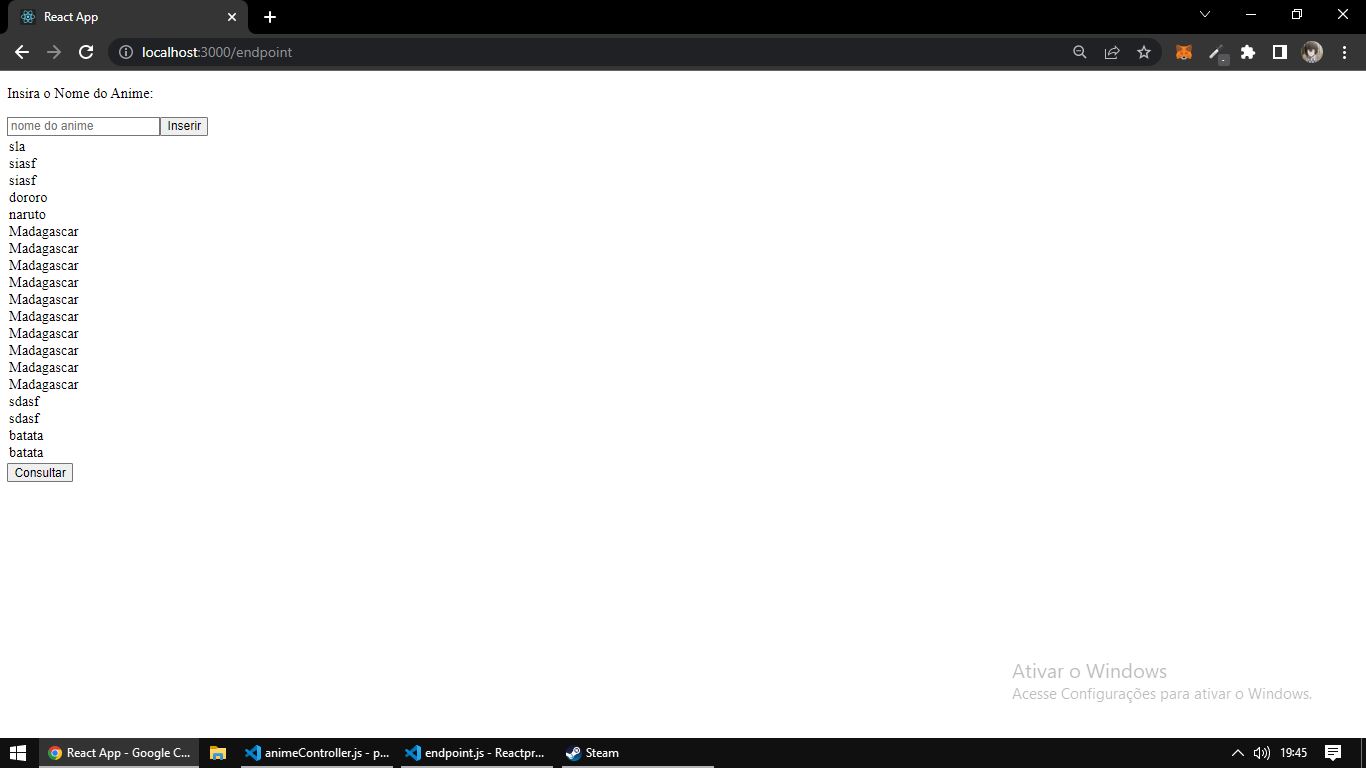 React App
localhost:3000/endpoint
Insira o Nome do Anime:
nome do anime Inserir
sla
siasf
siasf
dororo
naruto
Madagascar
Madagascar
Madagascar
Madagascar
Madagascar
Madagascar
Madagascar
Madagascar
Madagascar
Madagascar
sdasf
sdasf
batata
batata
Consultar
Ativar o Windows
Acesse Configurações para ativar o Windows.
React App - Google C... animeController.js - p... endpoint.js - Reactpr... Steam 19:45